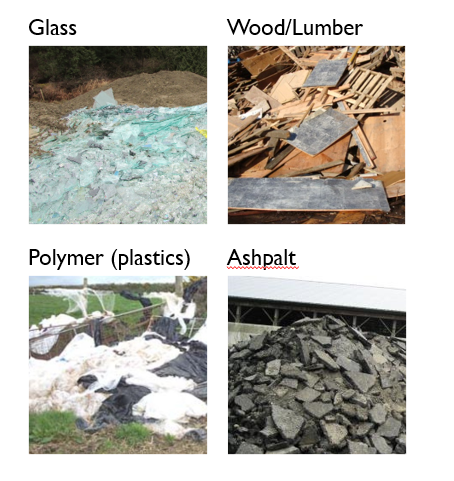 Glass
Wood/Lumber
Polymer (plastics)
Ashpalt